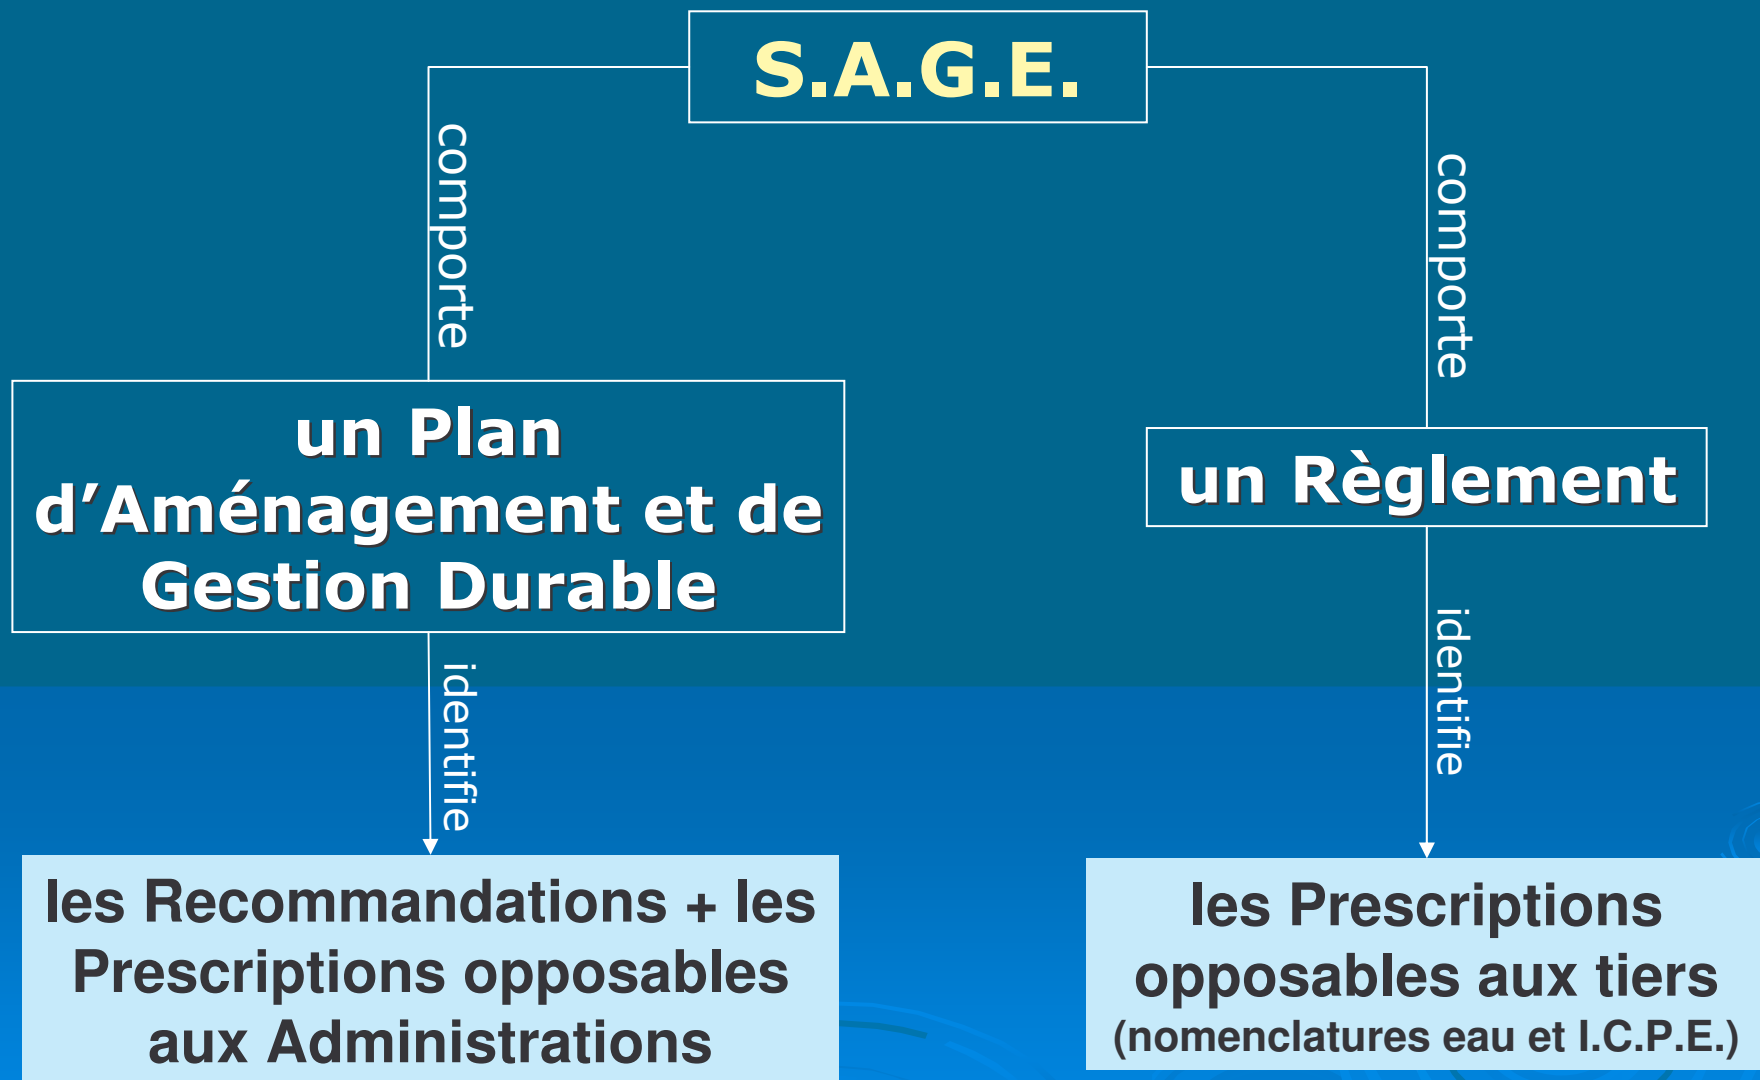 S.A.G.E.
comporte
comporte
un Plan
d’Aménagement et de
Gestion Durable
un Règlement
identifie
identifie
les Recommandations + les
Prescriptions opposables
aux Administrations
les Prescriptions
opposables aux tiers
(nomenclatures eau et I.C.P.E.)